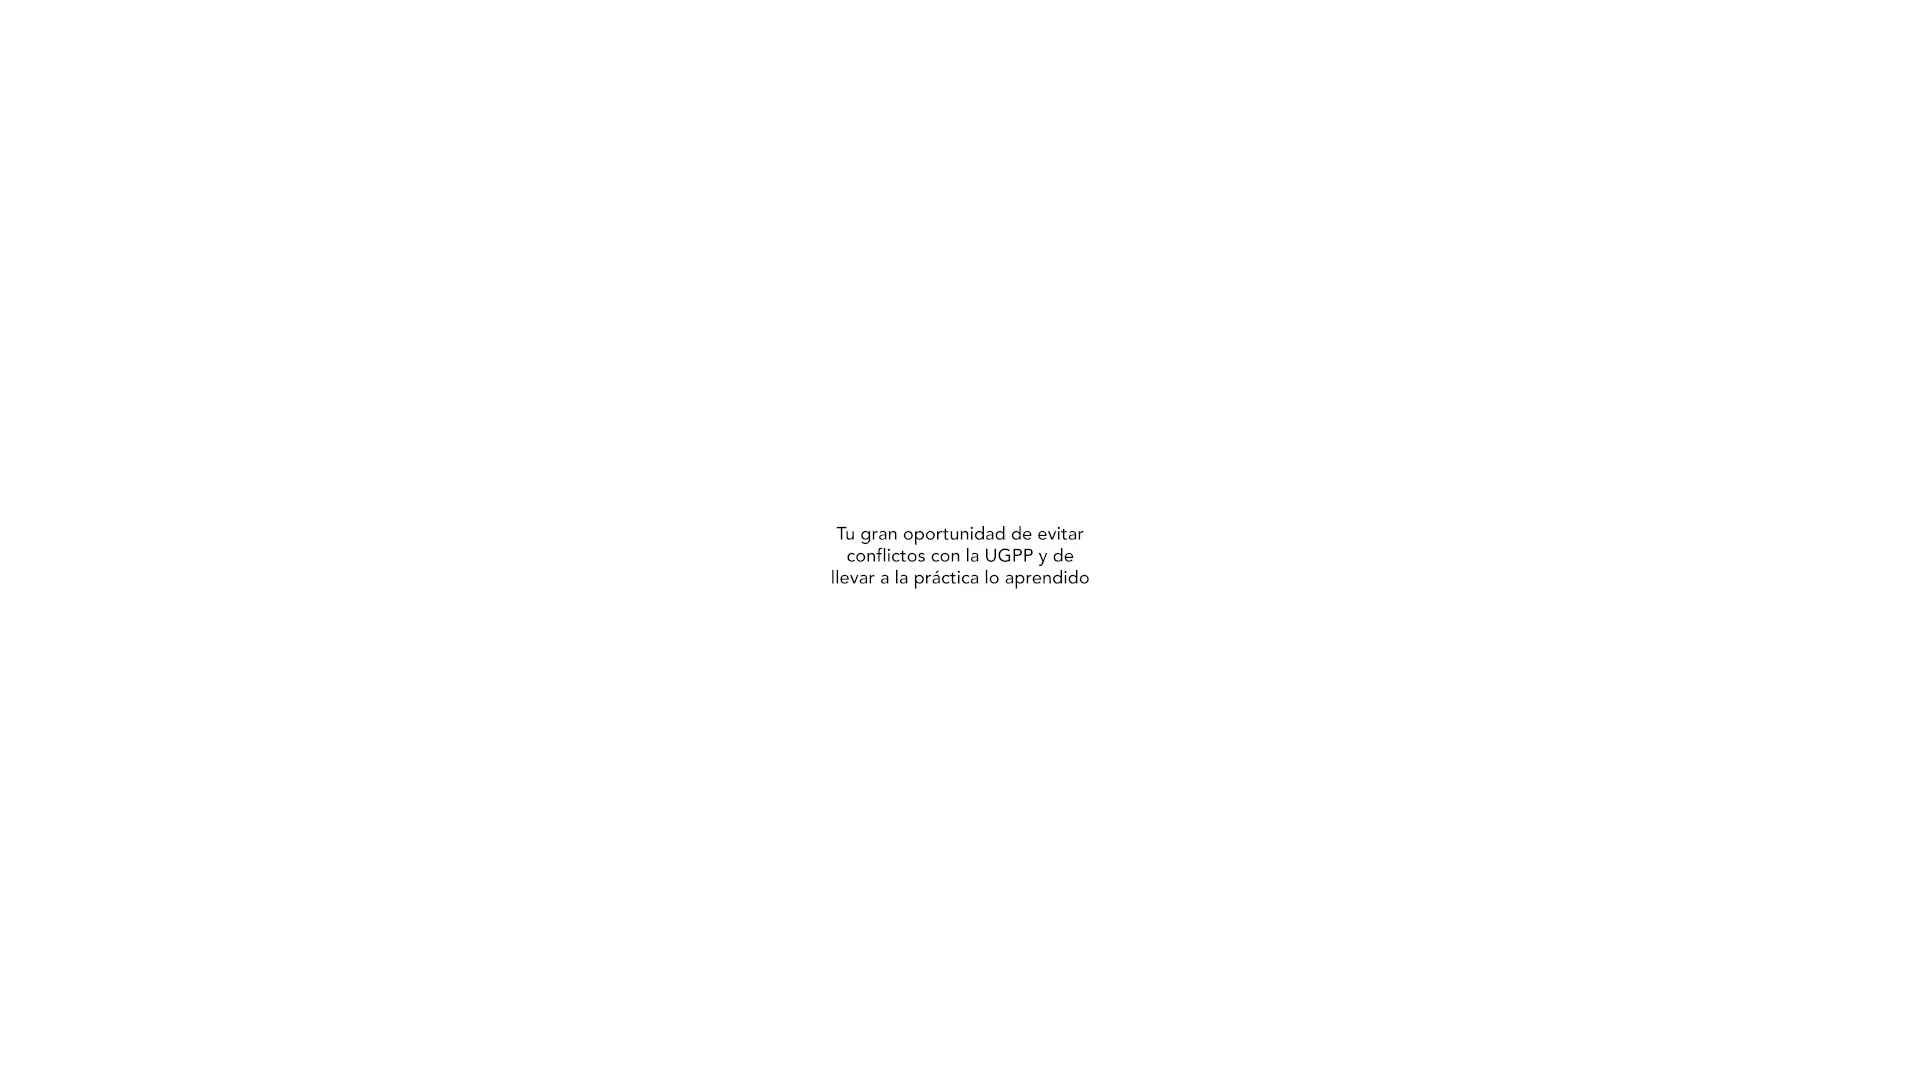 Tu gran oportunidad de evitar
conflictos con la UGPP y de
llevar a la práctica lo aprendido